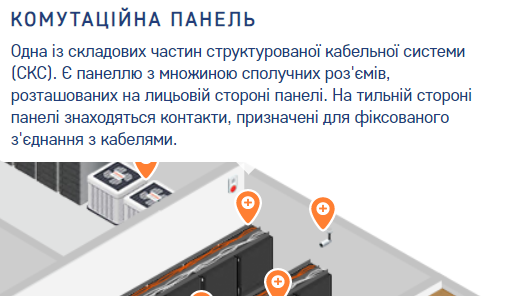 КОМУТАЦІЙНА ПАНЕЛЬ
Одна із складових частин структурованої кабельної системи
(СКС). Є панеллю з множиною сполучних роз'ємів,
розташованих на лицьовій стороні панелі. На тильній стороні
панелі знаходяться контакти, призначені для фіксованого
з'єднання з кабелями.